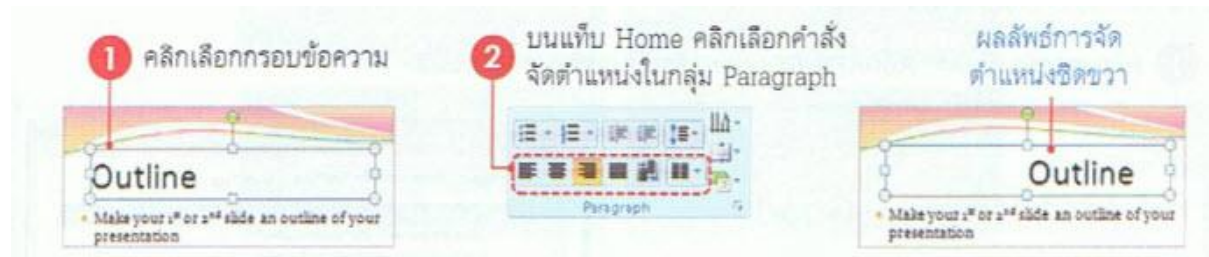 1 คลิกเลือกกรอบข้อความ
Outline
Make your 1st or 2nd slide an outline of your
presentation
2 บนแท็บ Home คลิกเลือกคำสั่ง
จัดตำแหน่งในกลุ่ม Paragraph
Paragraph
ผลลัพธ์การจัด
ตำแหน่งชิดขวา
Outline
Make your 1st or 2nd slide an outline of your
presentation